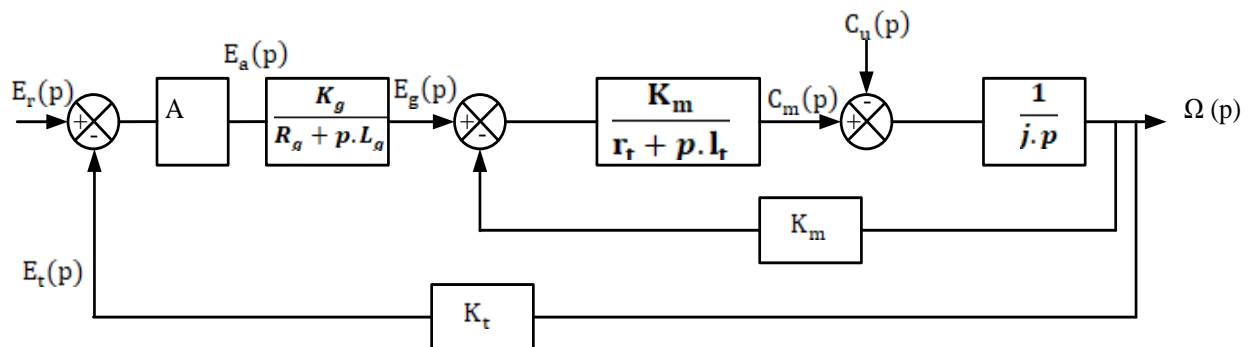 C_u(p)
E_r(p)
+
-
A
E_a(p)
K_g
R_g + p.L_g
E_g(p)
+
-
K_m
r_t + p.l_t
C_m(p)
-
+
1
j.p
Ω (p)
K_m
E_t(p)
K_t